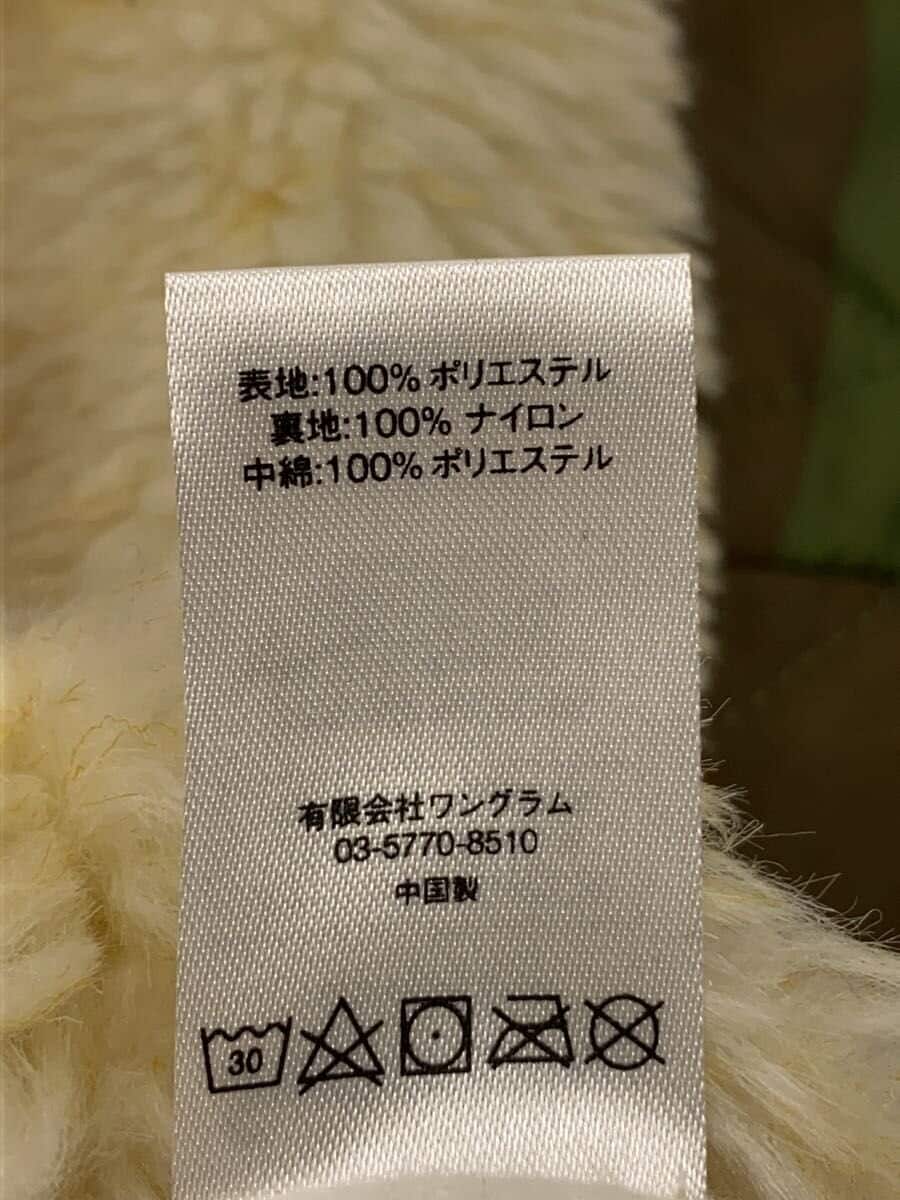 表地:100% ポリエステル
裏地:100% ナイロン
中綿:100% ポリエステル
有限会社ワングラム
03-5770-8510
中国製
30